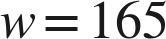 w = 165